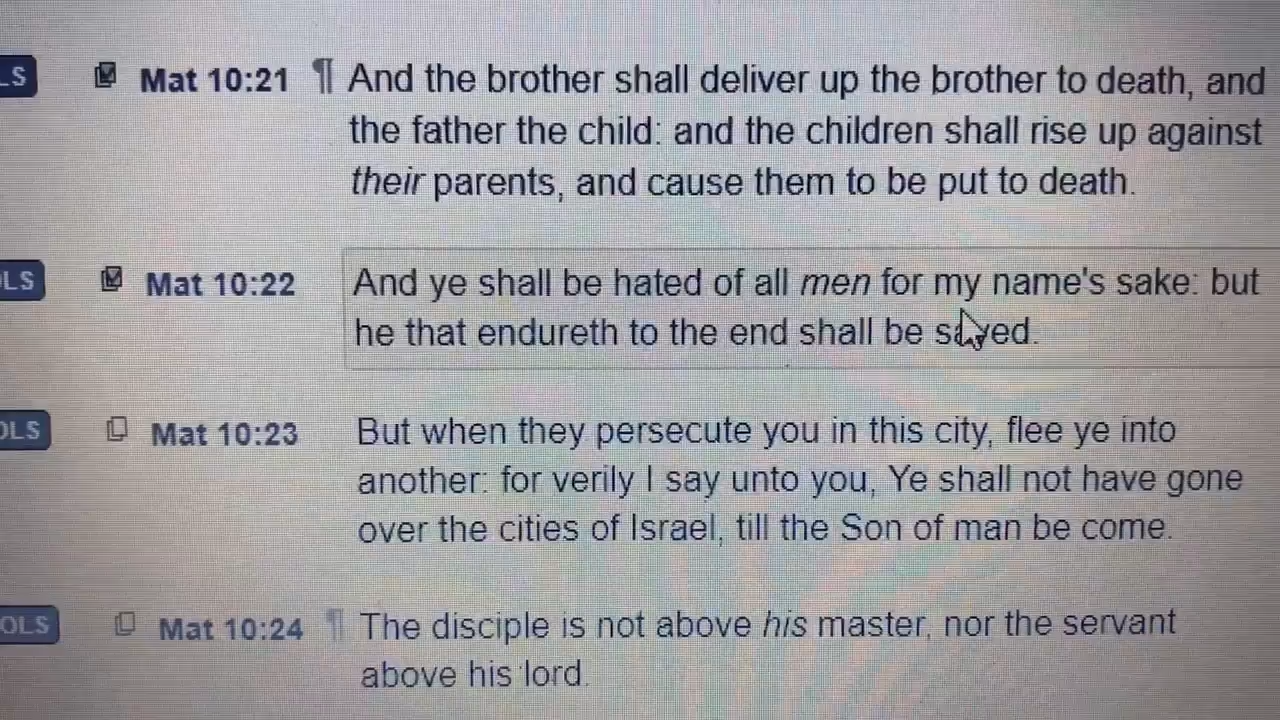 LS Mat 10:21 ¶ And the brother shall deliver up the brother to death, and
the father the child: and the children shall rise up against
their parents, and cause them to be put to death.
OLS Mat 10:22 And ye shall be hated of all men for my name's sake: but
he that endureth to the end shall be saved.
OLS Mat 10:23 But when they persecute you in this city, flee ye into
another: for verily I say unto you, Ye shall not have gone
over the cities of Israel, till the Son of man be come.
OLS Mat 10:24 ¶ The disciple is not above his master, nor the servant
above his lord.